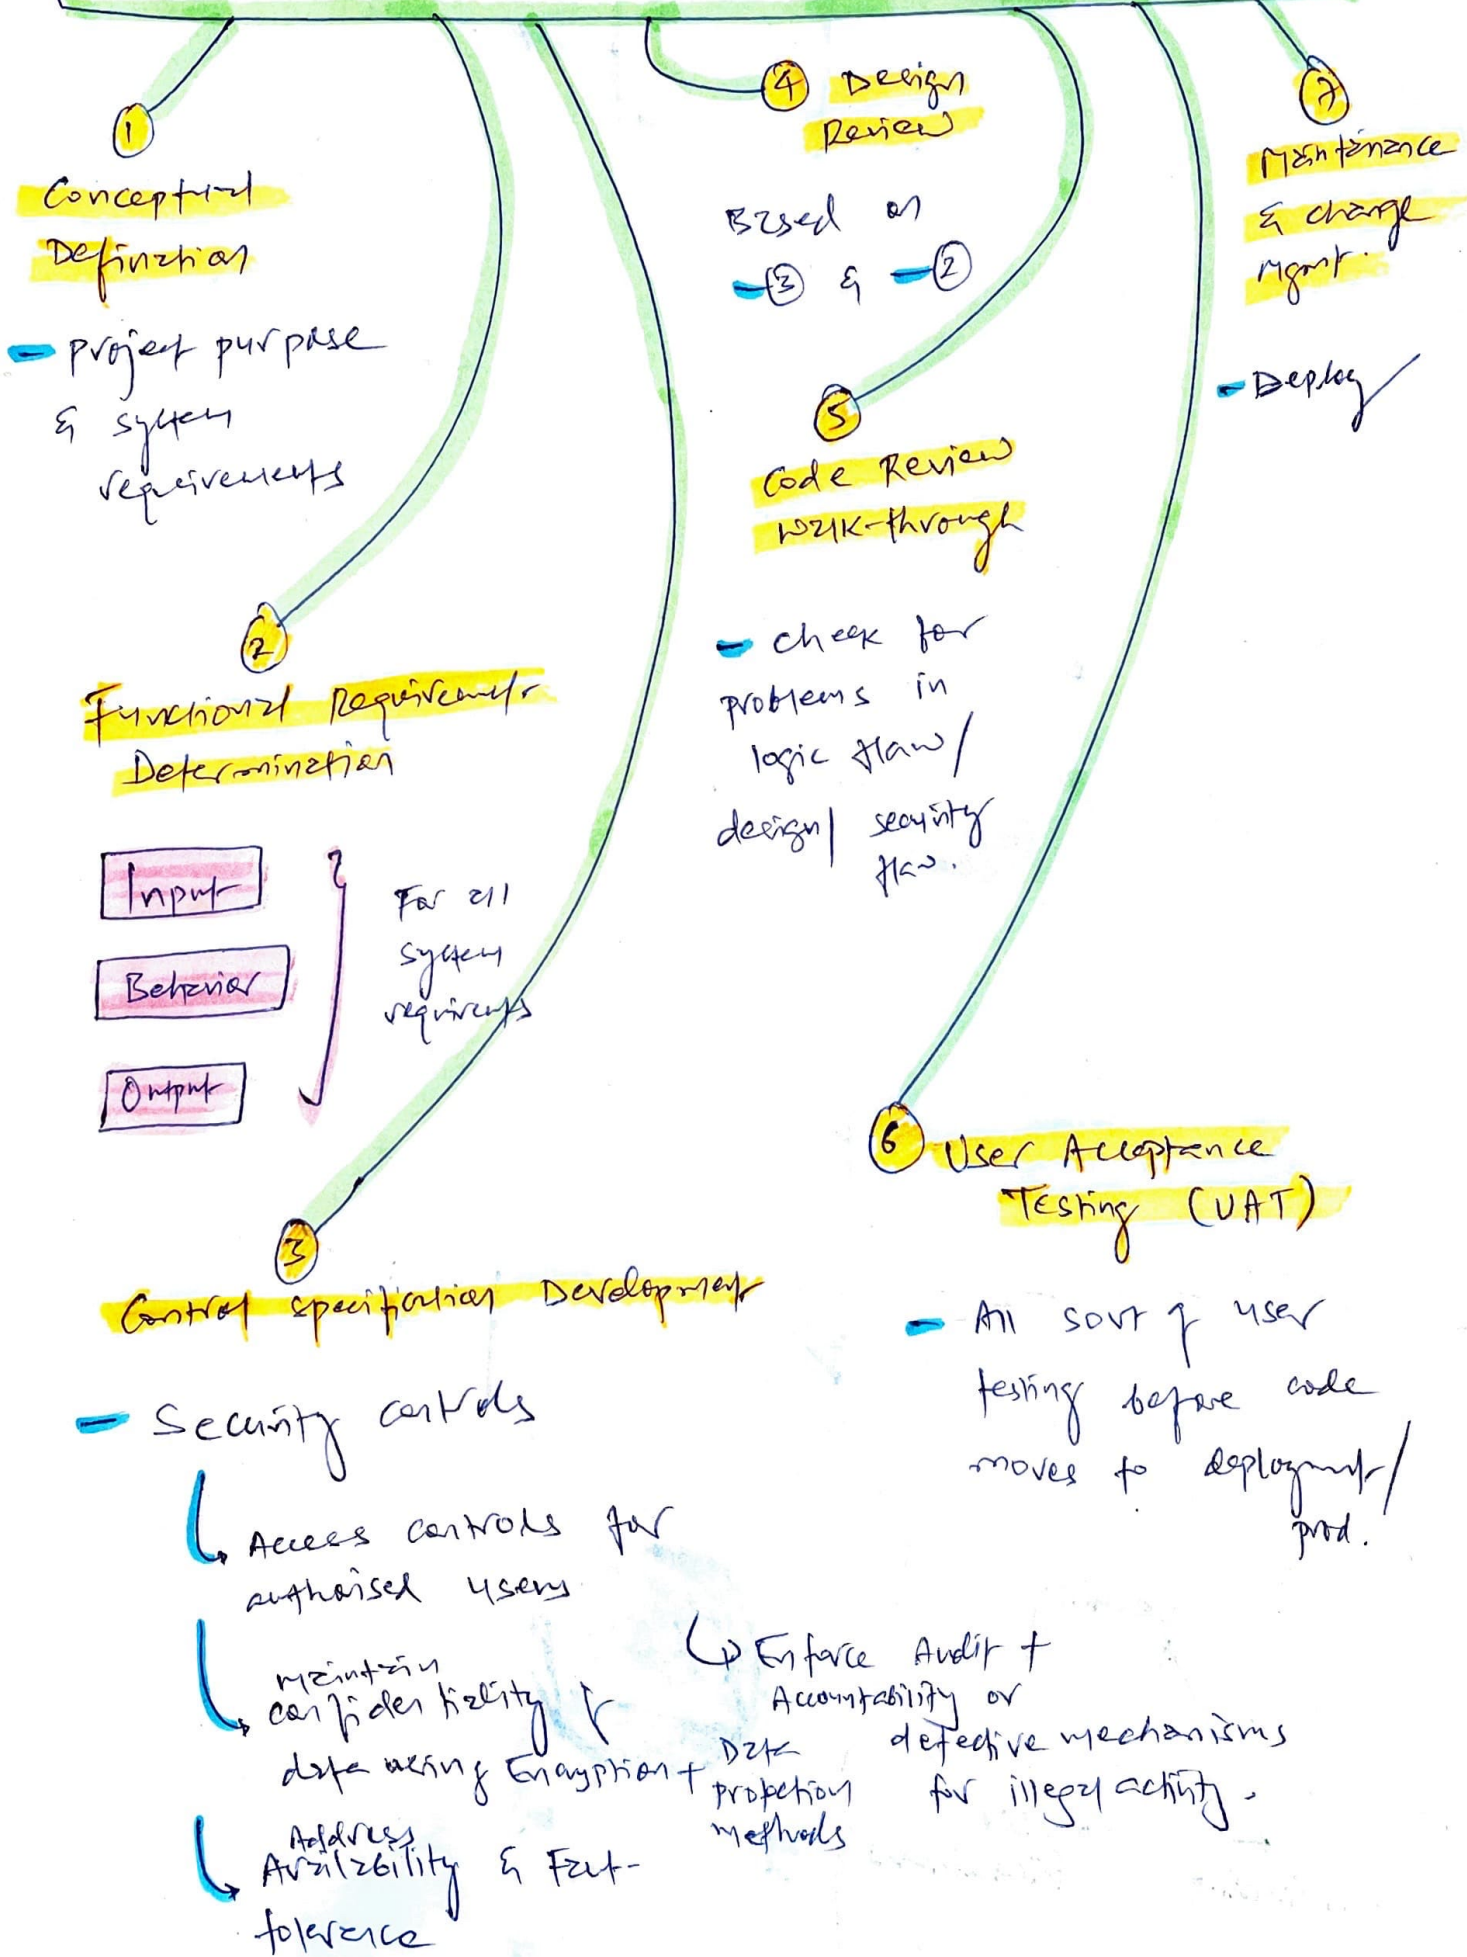 1
Conceptual
Defination
- Project purpose
& system
requirements
2
Functional Requirements
Determination
Input
Behavior
Output
For all
system
requirements
3
Control specification Development
- Security controls
Access controls for
authorised users
maintain
confidentiality of
data using Encryption +
Data
protection
methods
Address
Availability & Fault-
tolerance
Enforce Audit +
Accountability or
defective mechanisms
for illegal activity.
4 Design
Review
Based on
- 3 & - 2
5
Code Review
walk-through
- check for
problems in
logic flaw/
design/ security
flaw.
6 User Acceptance
Testing (UAT)
- All sort of user
testing before code
moves to deployment/
prod.
7
Maintenance
& change
Mgmt.
- Deploy